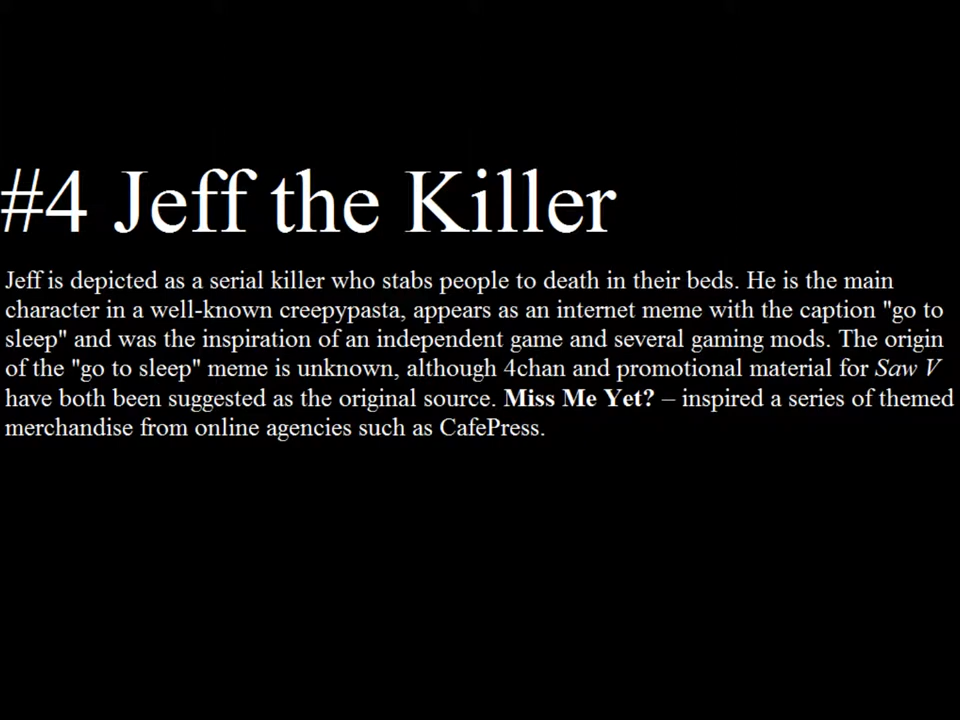 #4 Jeff the Killer
Jeff is depicted as a serial killer who stabs people to death in their beds. He is the main
character in a well-known creepypasta, appears as an internet meme with the caption "go to
sleep" and was the inspiration of an independent game and several gaming mods. The origin
of the "go to sleep" meme is unknown, although 4chan and promotional material for Saw V
have both been suggested as the original source. Miss Me Yet? – inspired a series of themed
merchandise from online agencies such as CafePress.